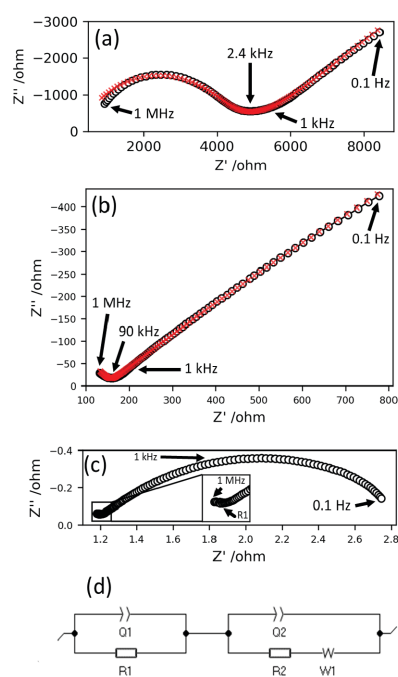 (a)
Z'' /ohm
−3000
−2000
−1000
0
2.4 kHz
1 MHz
1 kHz
0.1 Hz
2000
4000
6000
8000
Z' /ohm
(b)
Z'' /ohm
−400
−350
−300
−250
−200
−150
−100
−50
0
1 MHz
90 kHz
1 kHz
0.1 Hz
100
200
300
400
500
600
700
800
Z' /ohm
(c)
Z'' /ohm
−0.4
−0.2
0.0
1 kHz
1 MHz
R1
0.1 Hz
1.2
1.4
1.6
1.8
2.0
2.2
2.4
2.6
2.8
Z' /ohm
(d)
Q1
Q2
R1
R2
W1